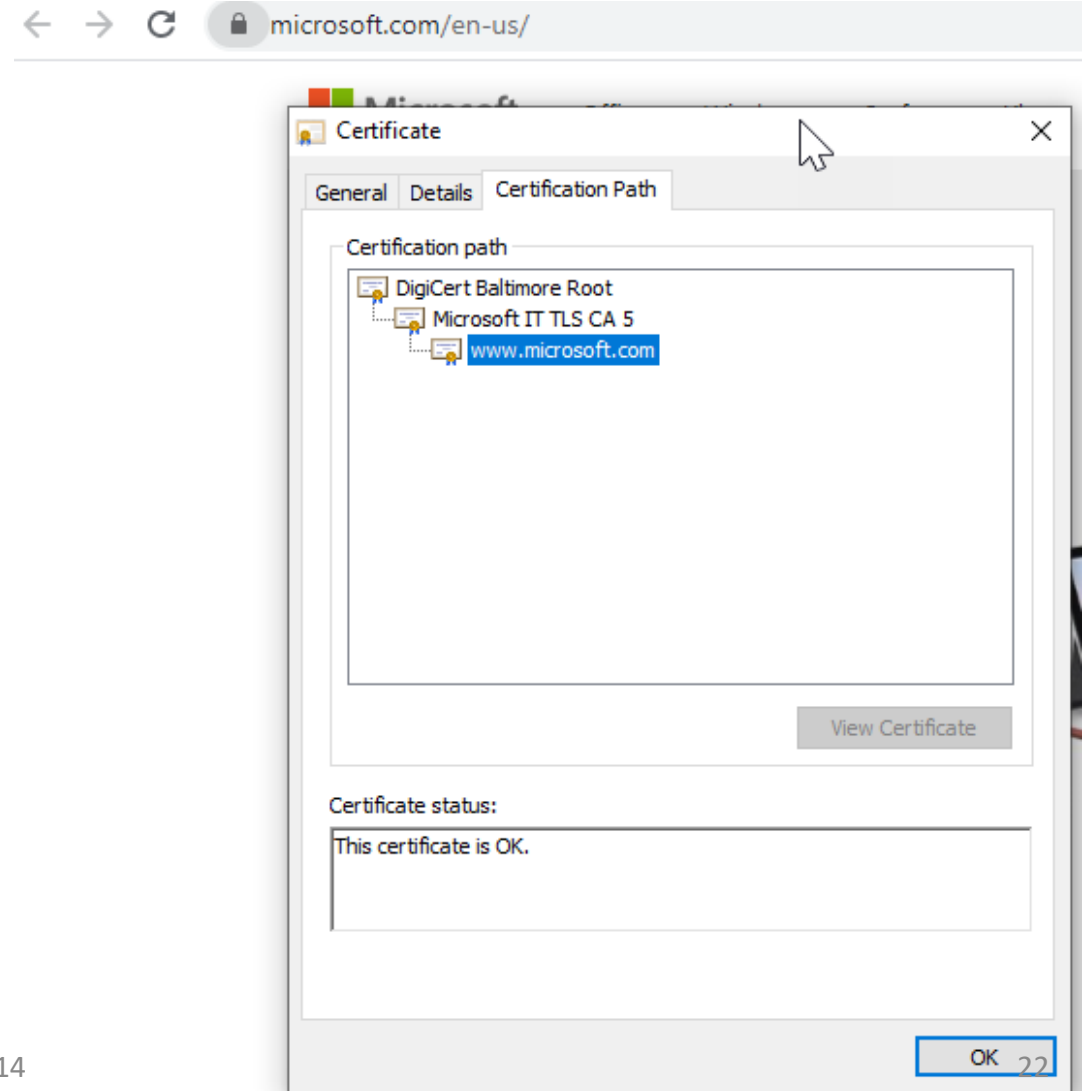 microsoft.com/en-us/
Microsoft
Certificate
General Details Certification Path
Certification path
DigiCert Baltimore Root
Microsoft IT TLS CA 5
www.microsoft.com
View Certificate
Certificate status:
This certificate is OK.
OK
14
22